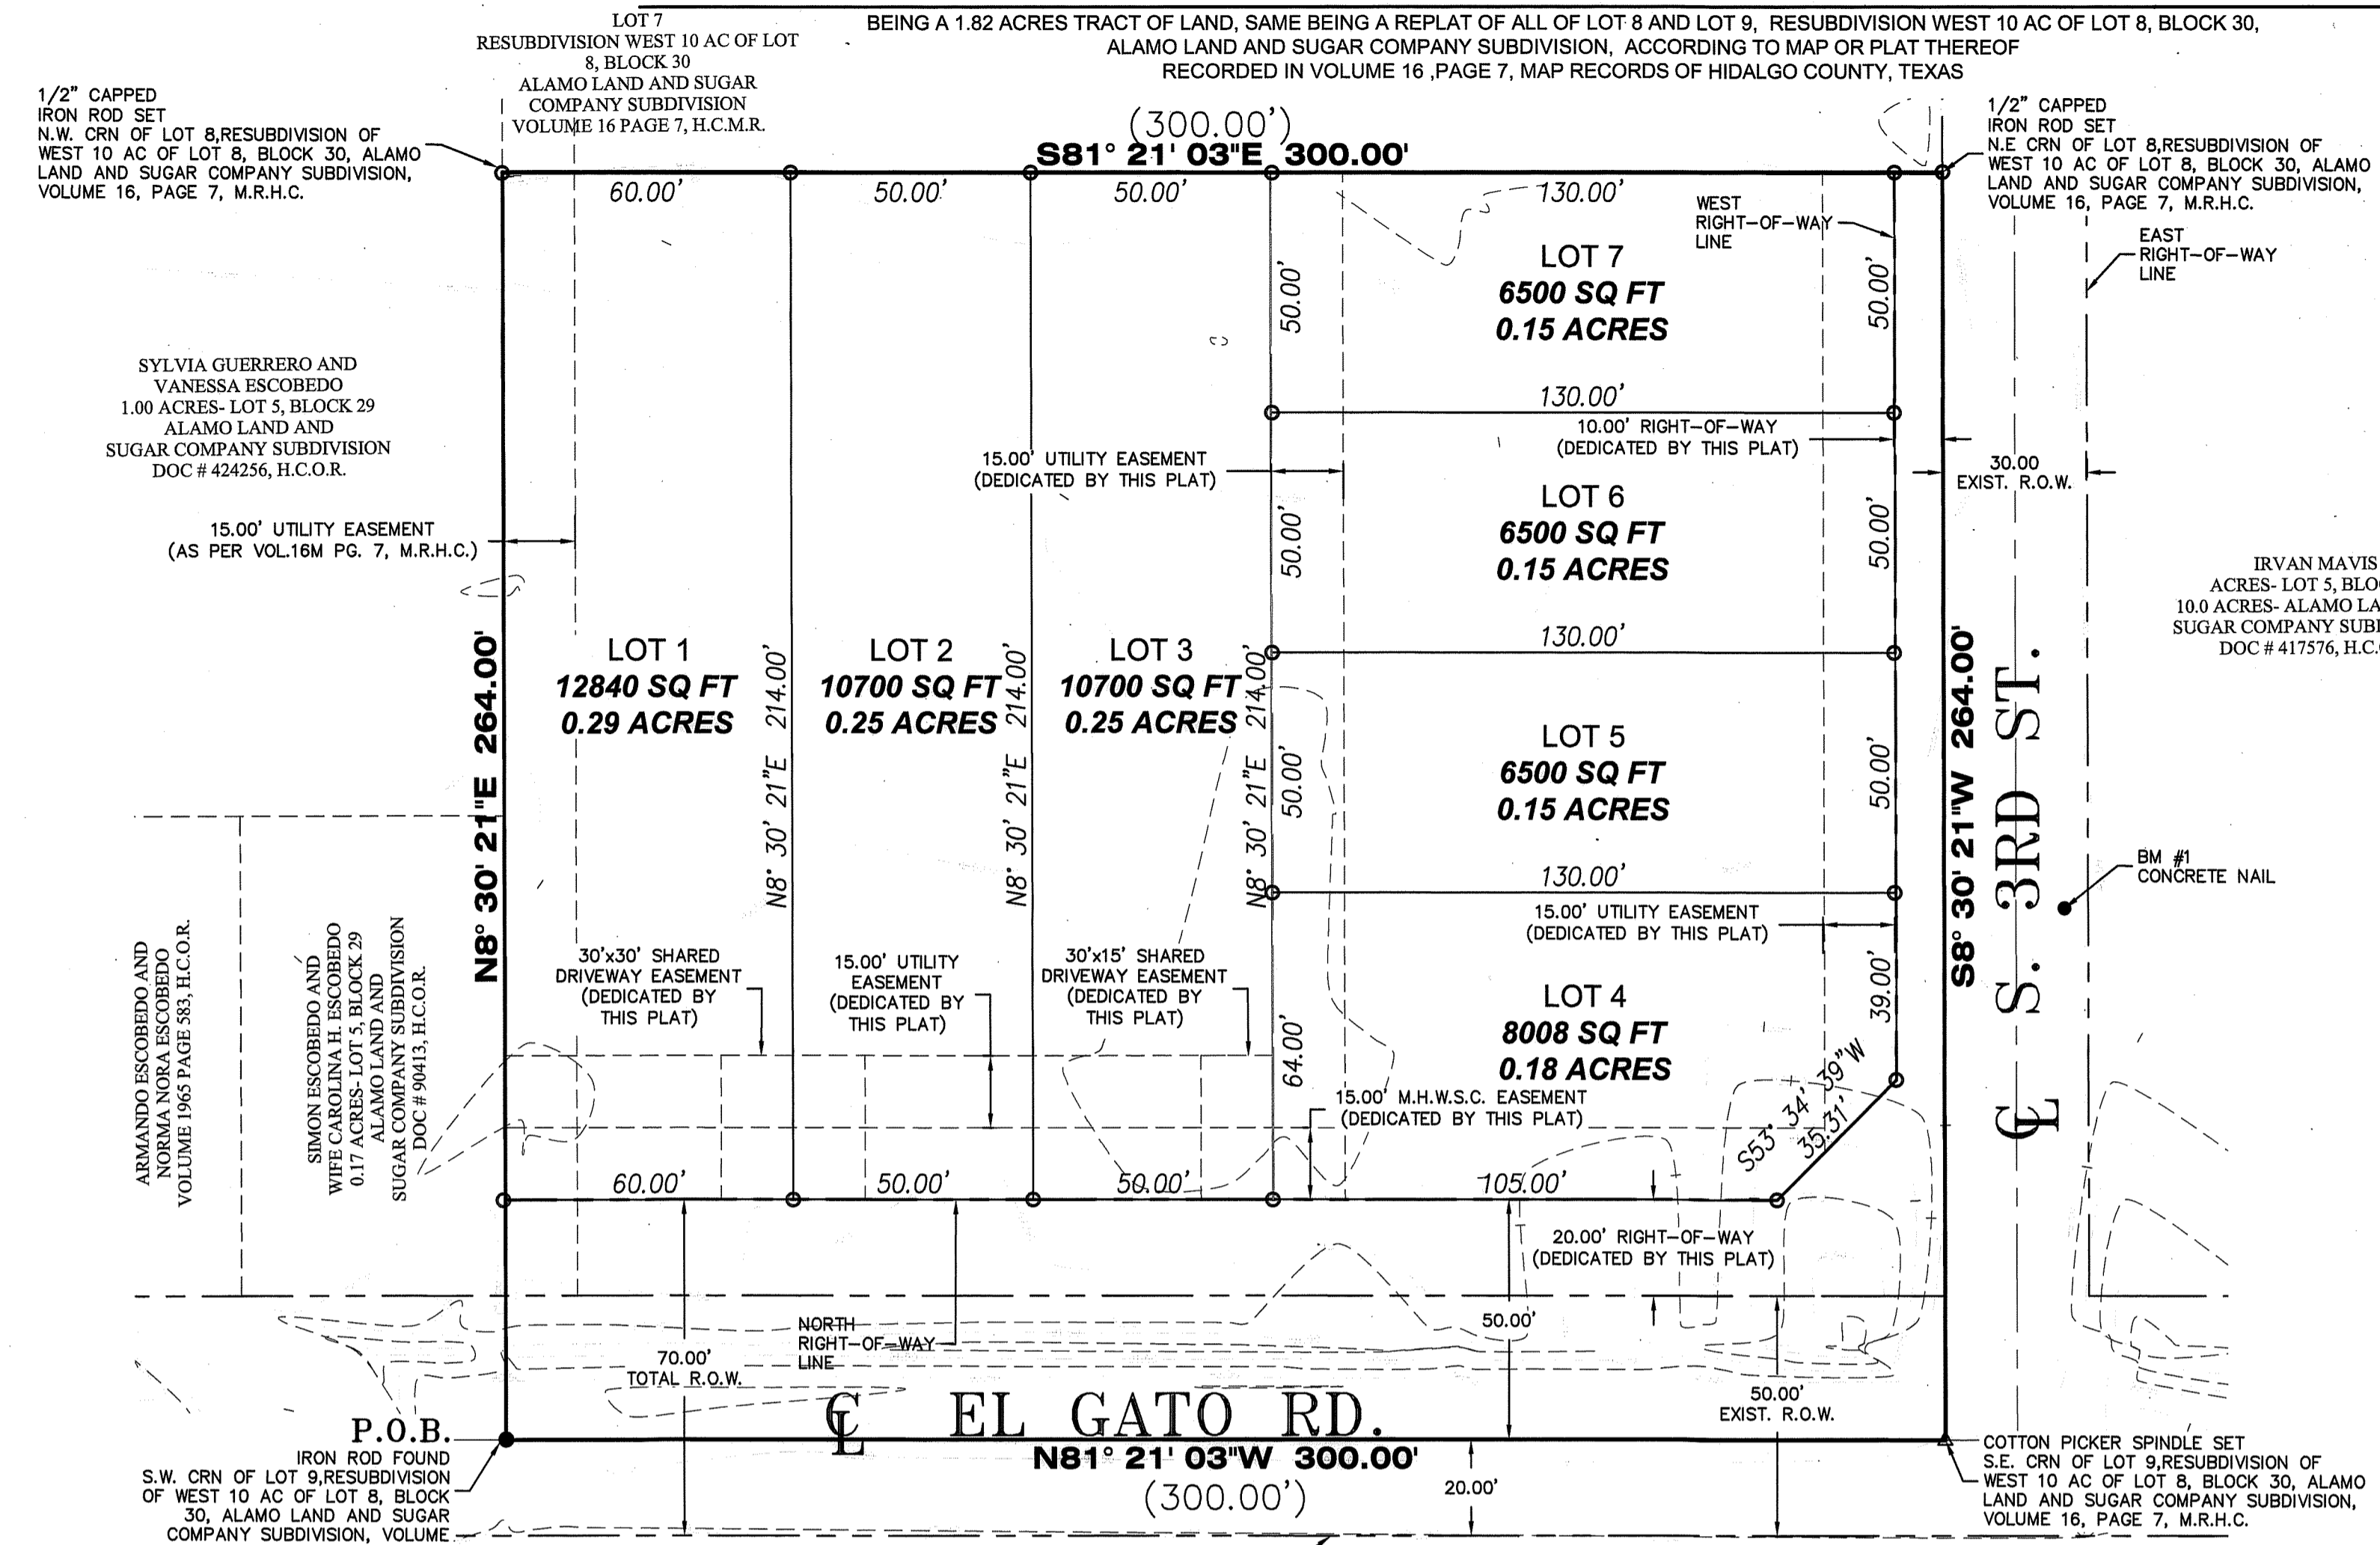 LOT 7
RESUBDIVISION WEST 10 AC OF LOT
8, BLOCK 30
ALAMO LAND AND SUGAR
COMPANY SUBDIVISION
VOLUME 16 PAGE 7, H.C.M.R.
BEING A 1.82 ACRES TRACT OF LAND, SAME BEING A REPLAT OF ALL OF LOT 8 AND LOT 9, RESUBDIVISION WEST 10 AC OF LOT 8, BLOCK 30,
ALAMO LAND AND SUGAR COMPANY SUBDIVISION, ACCORDING TO MAP OR PLAT THEREOF
RECORDED IN VOLUME 16 ,PAGE 7, MAP RECORDS OF HIDALGO COUNTY, TEXAS
1/2" CAPPED
IRON ROD SET
N.W. CRN OF LOT 8,RESUBDIVISION OF
WEST 10 AC OF LOT 8, BLOCK 30, ALAMO
LAND AND SUGAR COMPANY SUBDIVISION,
VOLUME 16, PAGE 7, M.R.H.C.
(300.00')
S81° 21' 03"E 300.00'
1/2" CAPPED
IRON ROD SET
N.E CRN OF LOT 8,RESUBDIVISION OF
WEST 10 AC OF LOT 8, BLOCK 30, ALAMO
LAND AND SUGAR COMPANY SUBDIVISION,
VOLUME 16, PAGE 7, M.R.H.C.
60.00'
50.00'
50.00'
130.00'
WEST
RIGHT-OF-WAY
LINE
EAST
RIGHT-OF-WAY
LINE
LOT 7
6500 SQ FT
0.15 ACRES
50.00'
50.00'
SYLVIA GUERRERO AND
VANESSA ESCOBEDO
1.00 ACRES- LOT 5, BLOCK 29
ALAMO LAND AND
SUGAR COMPANY SUBDIVISION
DOC # 424256, H.C.O.R.
130.00'
10.00' RIGHT-OF-WAY
(DEDICATED BY THIS PLAT)
15.00' UTILITY EASEMENT
(DEDICATED BY THIS PLAT)
30.00
EXIST. R.O.W.
LOT 6
6500 SQ FT
0.15 ACRES
50.00'
50.00'
15.00' UTILITY EASEMENT
(AS PER VOL.16M PG. 7, M.R.H.C.)
IRVAN MAVIS
ACRES- LOT 5, BLO
10.0 ACRES- ALAMO LA
SUGAR COMPANY SUBI
DOC # 417576, H.C.
130.00'
N8° 30' 21"E 264.00'
LOT 1
12840 SQ FT
0.29 ACRES
N8° 30' 21"E 214.00'
LOT 2
10700 SQ FT
0.25 ACRES
N8° 30' 21"E 214.00'
LOT 3
10700 SQ FT
0.25 ACRES
N8° 30' 21"E 214.00'
50.00'
LOT 5
6500 SQ FT
0.15 ACRES
50.00'
S8° 30' 21"W 264.00'
CL S. 3RD ST.
BM #1
CONCRETE NAIL
130.00'
15.00' UTILITY EASEMENT
(DEDICATED BY THIS PLAT)
39.00'
ARMANDO ESCOBEDO AND
NORMA NORA ESCOBEDO
VOLUME 1965 PAGE 583, H.C.O.R.
SIMON ESCOBEDO AND
WIFE CAROLINA H. ESCOBEDO
0.17 ACRES- LOT 5, BLOCK 29
ALAMO LAND AND
SUGAR COMPANY SUBDIVISION
DOC # 90413, H.C.O.R.
30'x30' SHARED
DRIVEWAY EASEMENT
(DEDICATED BY
THIS PLAT)
15.00' UTILITY
EASEMENT
(DEDICATED BY
THIS PLAT)
30'x15' SHARED
DRIVEWAY EASEMENT
(DEDICATED BY
THIS PLAT)
LOT 4
8008 SQ FT
0.18 ACRES
64.00'
15.00' M.H.W.S.C. EASEMENT
(DEDICATED BY THIS PLAT)
S53° 34' 39"W
35.31'
60.00'
50.00'
50.00'
105.00'
20.00' RIGHT-OF-WAY
(DEDICATED BY THIS PLAT)
NORTH
RIGHT-OF-WAY
LINE
50.00'
70.00'
TOTAL R.O.W.
50.00'
EXIST. R.O.W.
CL EL GATO RD.
N81° 21' 03"W 300.00'
(300.00')
20.00'
P.O.B.
IRON ROD FOUND
S.W. CRN OF LOT 9,RESUBDIVISION
OF WEST 10 AC OF LOT 8, BLOCK
30, ALAMO LAND AND SUGAR
COMPANY SUBDIVISION, VOLUME
COTTON PICKER SPINDLE SET
S.E. CRN OF LOT 9,RESUBDIVISION OF
WEST 10 AC OF LOT 8, BLOCK 30, ALAMO
LAND AND SUGAR COMPANY SUBDIVISION,
VOLUME 16, PAGE 7, M.R.H.C.